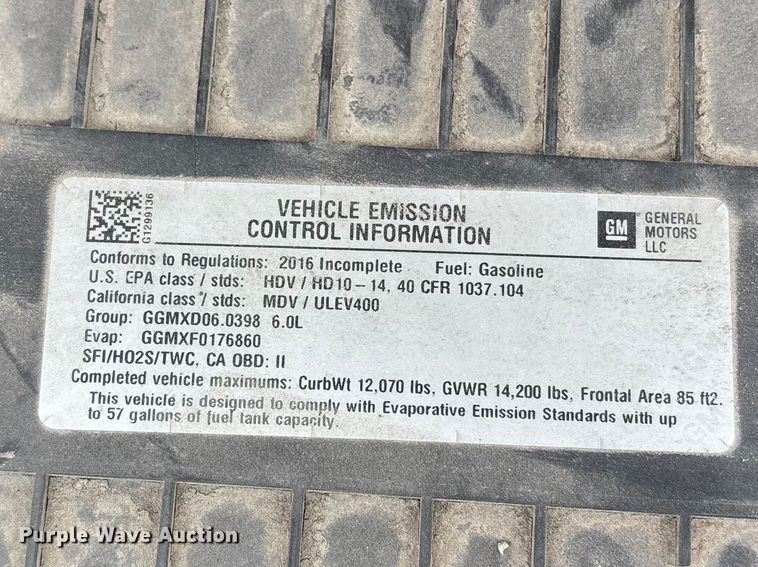 G1299136
VEHICLE EMISSION
CONTROL INFORMATION
GM
GENERAL
MOTORS
LLC
Conforms to Regulations: 2016 Incomplete Fuel: Gasoline
U.S. EPA class / stds: HDV / HD10-14, 40 CFR 1037.104
California class / stds: MDV / ULEV400
Group: GGMXD06.0398 6.0L
Evap: GGMXF0176860
SFI/HO2S/TWC, CA OBD: II
Completed vehicle maximums: CurbWt 12,070 lbs, GVWR 14,200 lbs, Frontal Area 85 ft2.
This vehicle is designed to comply with Evaporative Emission Standards with up
to 57 gallons of fuel tank capacity.
Purple Wave Auction